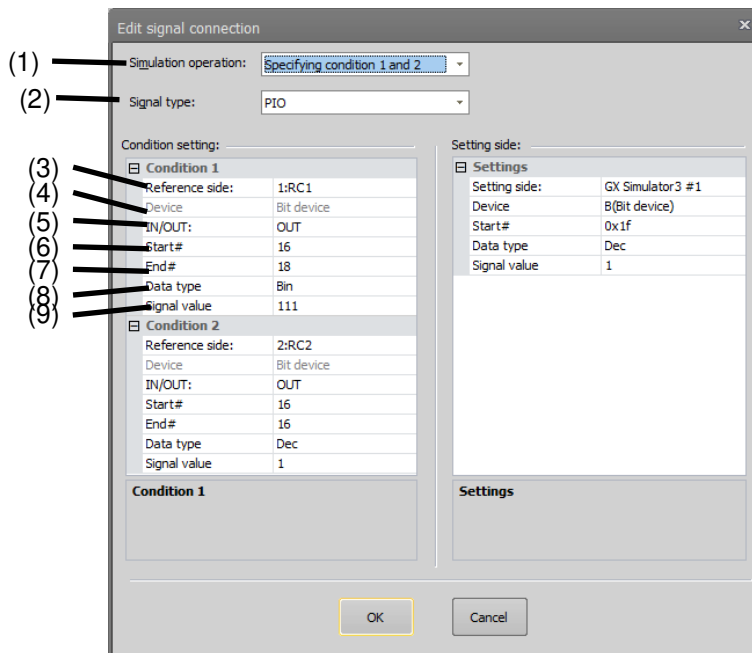 Edit signal connection
×
(1) Simulation operation: Specifying condition 1 and 2
(2) Signal type: PIO
Condition setting:
Condition 1
(3) Reference side: 1:RC1
(4) Device Bit device
(5) IN/OUT: OUT
(6) Start# 16
(7) End# 18
(8) Data type Bin
(9) Signal value 111
Condition 2
Reference side: 2:RC2
Device Bit device
IN/OUT: OUT
Start# 16
End# 16
Data type Dec
Signal value 1
Condition 1
Setting side:
Settings
Setting side: GX Simulator3 #1
Device B(Bit device)
Start# 0x1f
Data type Dec
Signal value 1
Settings
OK
Cancel